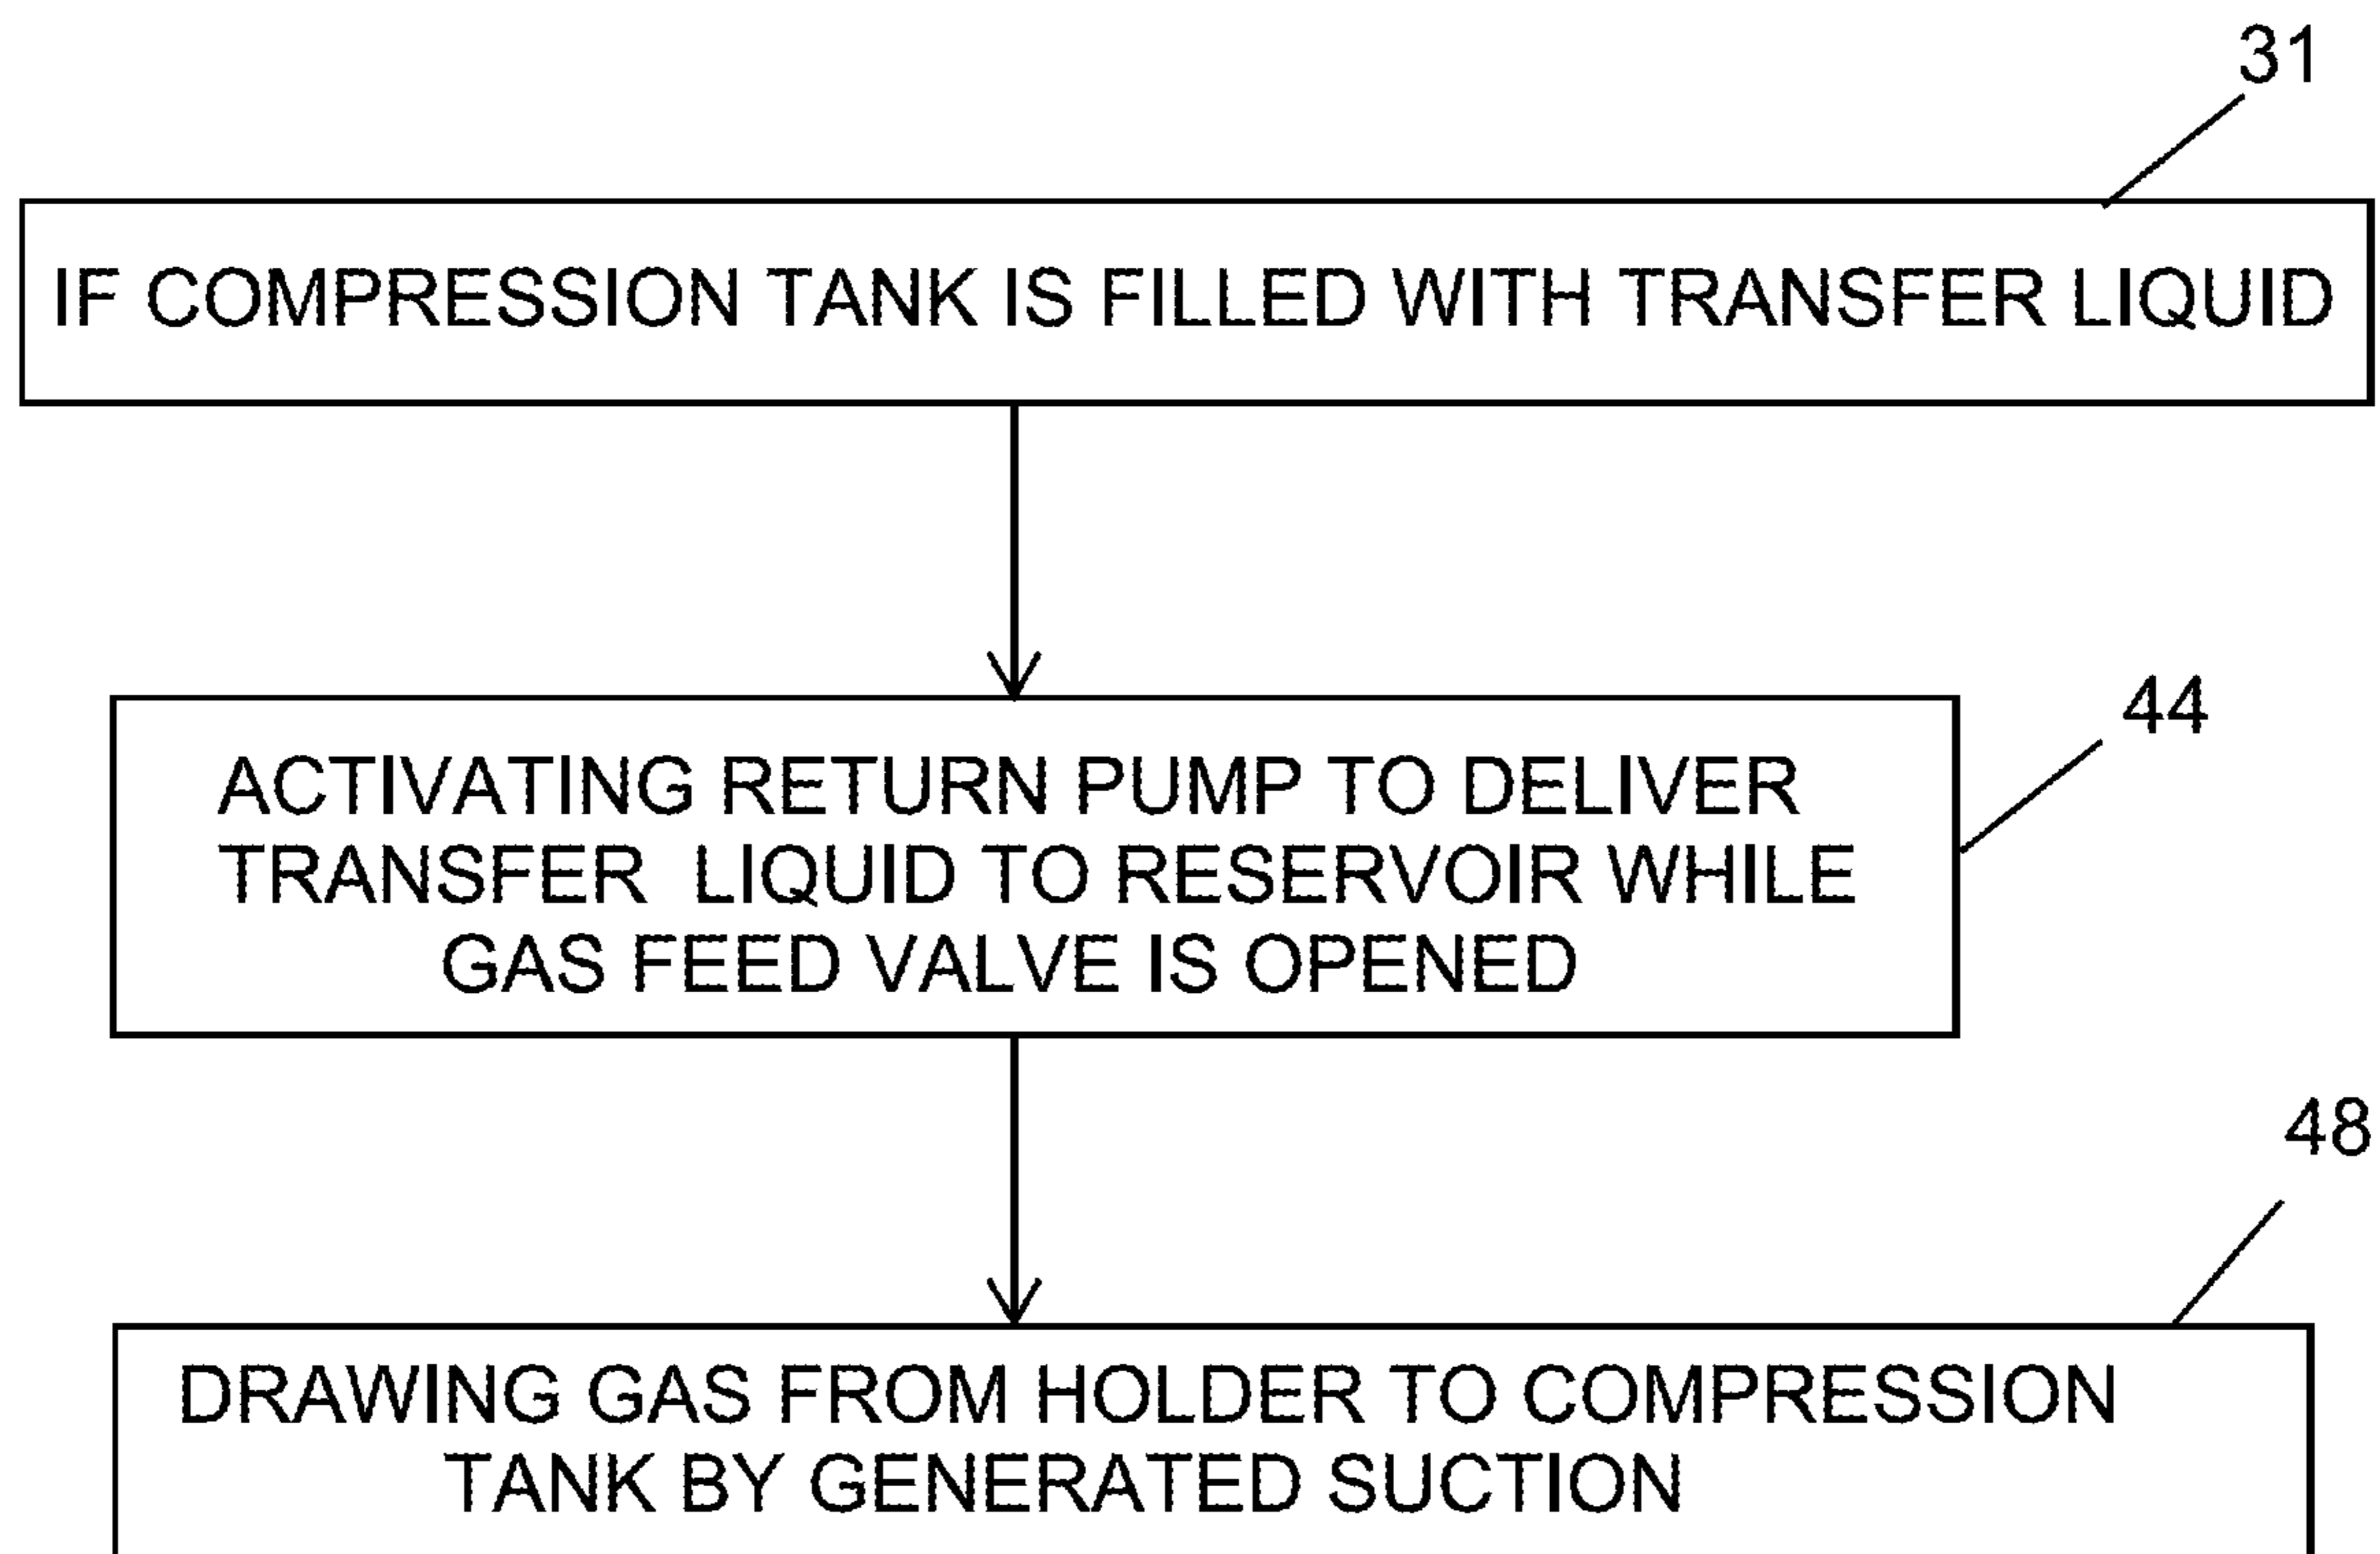 31
IF COMPRESSION TANK IS FILLED WITH TRANSFER LIQUID
44
ACTIVATING RETURN PUMP TO DELIVER
TRANSFER LIQUID TO RESERVOIR WHILE
GAS FEED VALVE IS OPENED
48
DRAWING GAS FROM HOLDER TO COMPRESSION
TANK BY GENERATED SUCTION